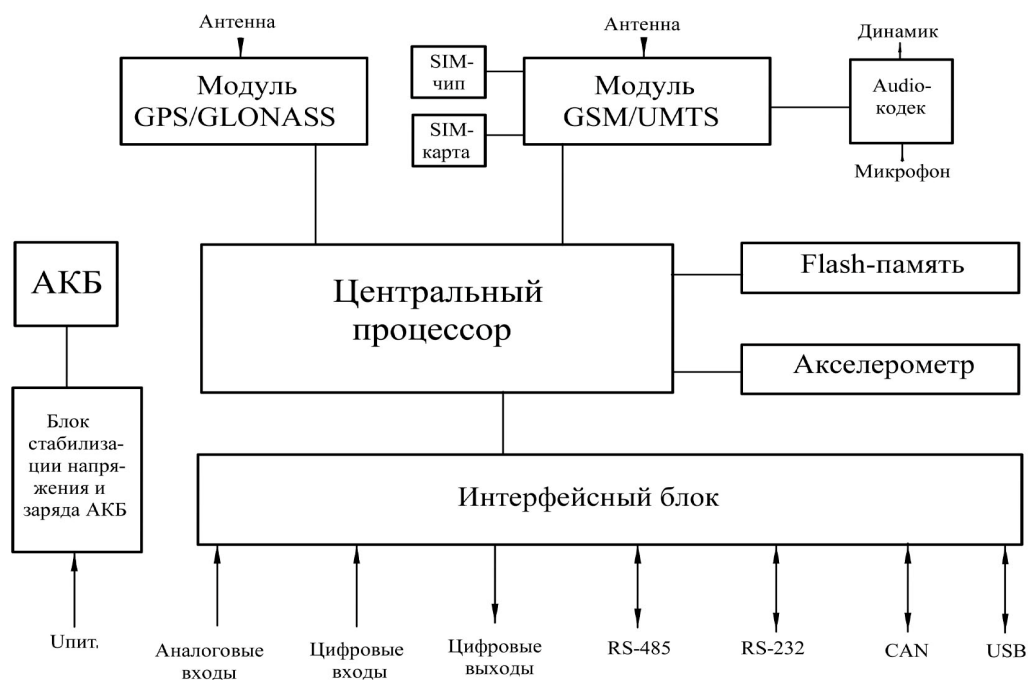 Антенна
Модуль
GPS/GLONASS
SIM-
чип
SIM-
карта
Антенна
Модуль
GSM/UMTS
Динамик
Audio-
кодек
Микрофон
АКБ
Центральный
процессор
Flash-память
Акселерометр
Блок
стабилиза-
ции напря-
жения и
заряда АКБ
Интерфейсный блок
Uпит.
Аналоговые
входы
Цифровые
входы
Цифровые
выходы
RS-485
RS-232
CAN
USB